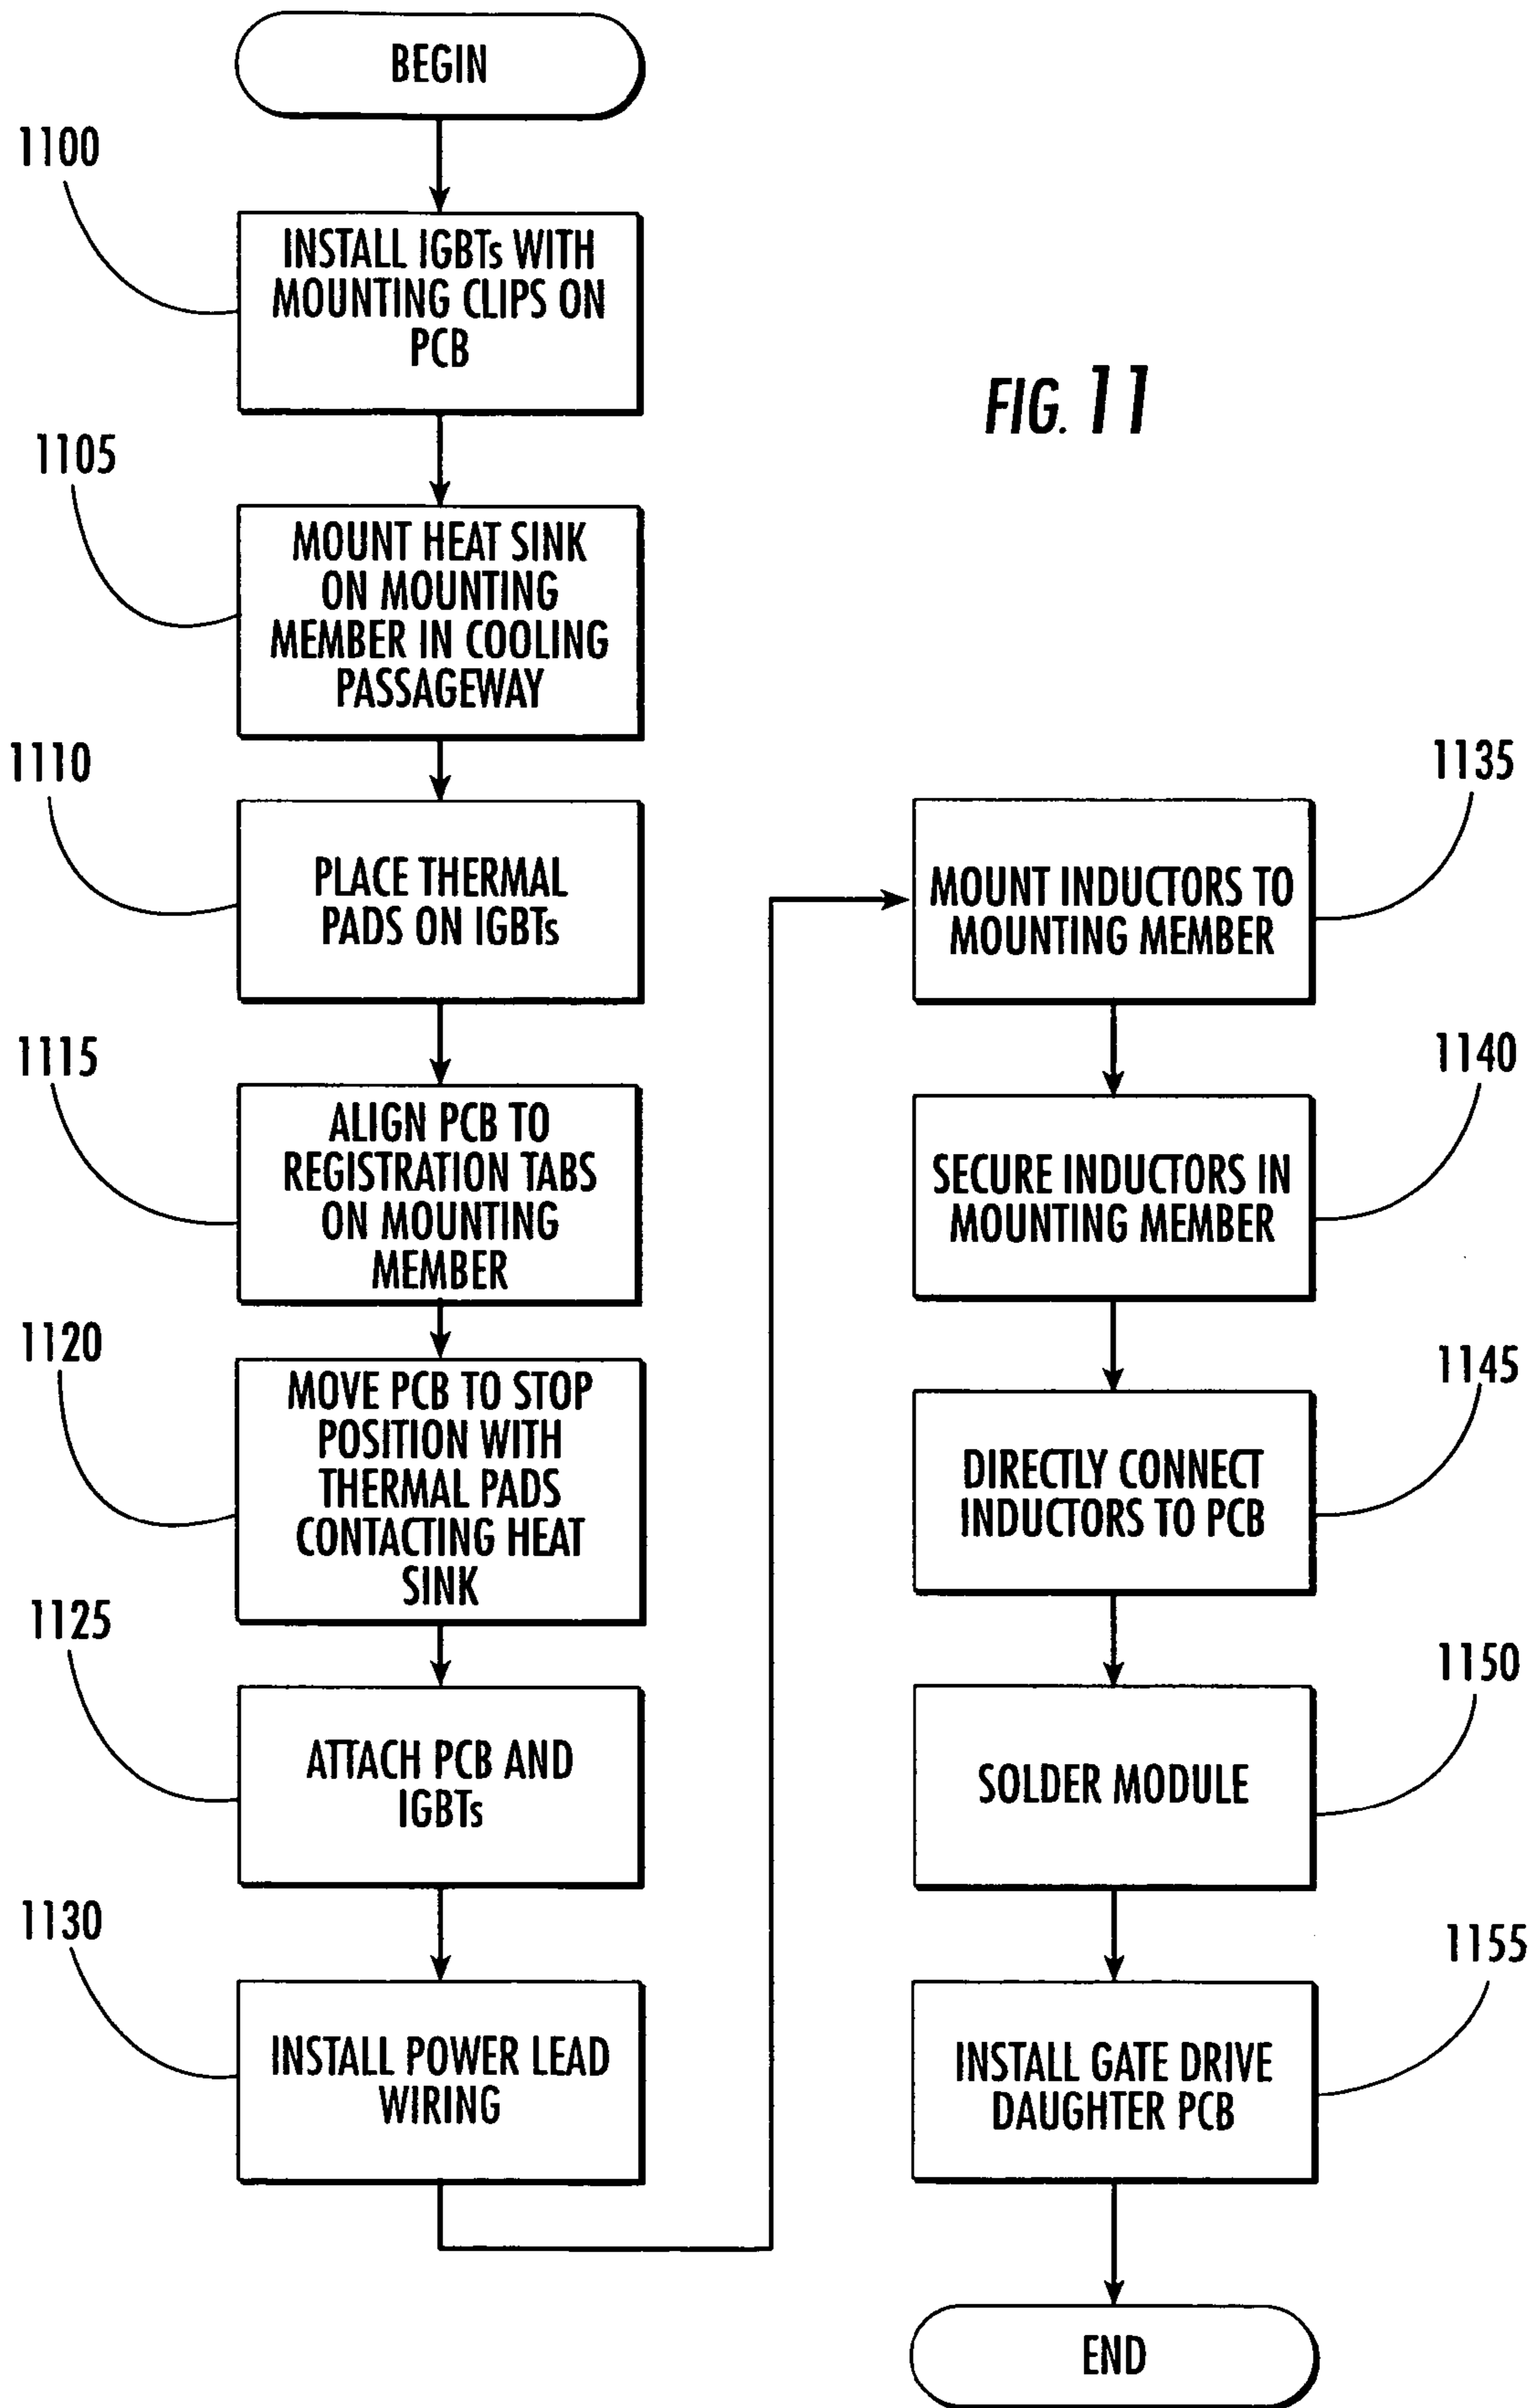 BEGIN
1100
INSTALL IGBTs WITH
MOUNTING CLIPS ON
PCB
FIG. 11
1105
MOUNT HEAT SINK
ON MOUNTING
MEMBER IN COOLING
PASSAGEWAY
1110
PLACE THERMAL
PADS ON IGBTs
1115
ALIGN PCB TO
REGISTRATION TABS
ON MOUNTING
MEMBER
1120
MOVE PCB TO STOP
POSITION WITH
THERMAL PADS
CONTACTING HEAT
SINK
1125
ATTACH PCB AND
IGBTs
1130
INSTALL POWER LEAD
WIRING
1135
MOUNT INDUCTORS TO
MOUNTING MEMBER
1140
SECURE INDUCTORS IN
MOUNTING MEMBER
1145
DIRECTLY CONNECT
INDUCTORS TO PCB
1150
SOLDER MODULE
1155
INSTALL GATE DRIVE
DAUGHTER PCB
END